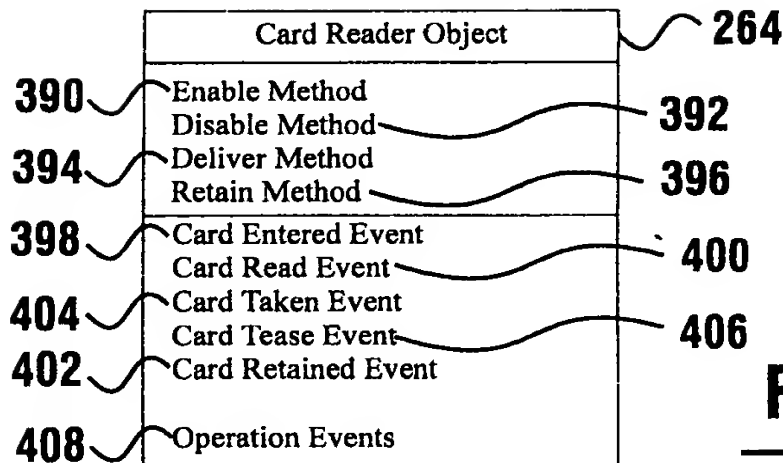 Card Reader Object 264
390 Enable Method
Disable Method 392
394 Deliver Method
Retain Method 396
398 Card Entered Event
Card Read Event 400
404 Card Taken Event
Card Tease Event 406
402 Card Retained Event
408 Operation Events